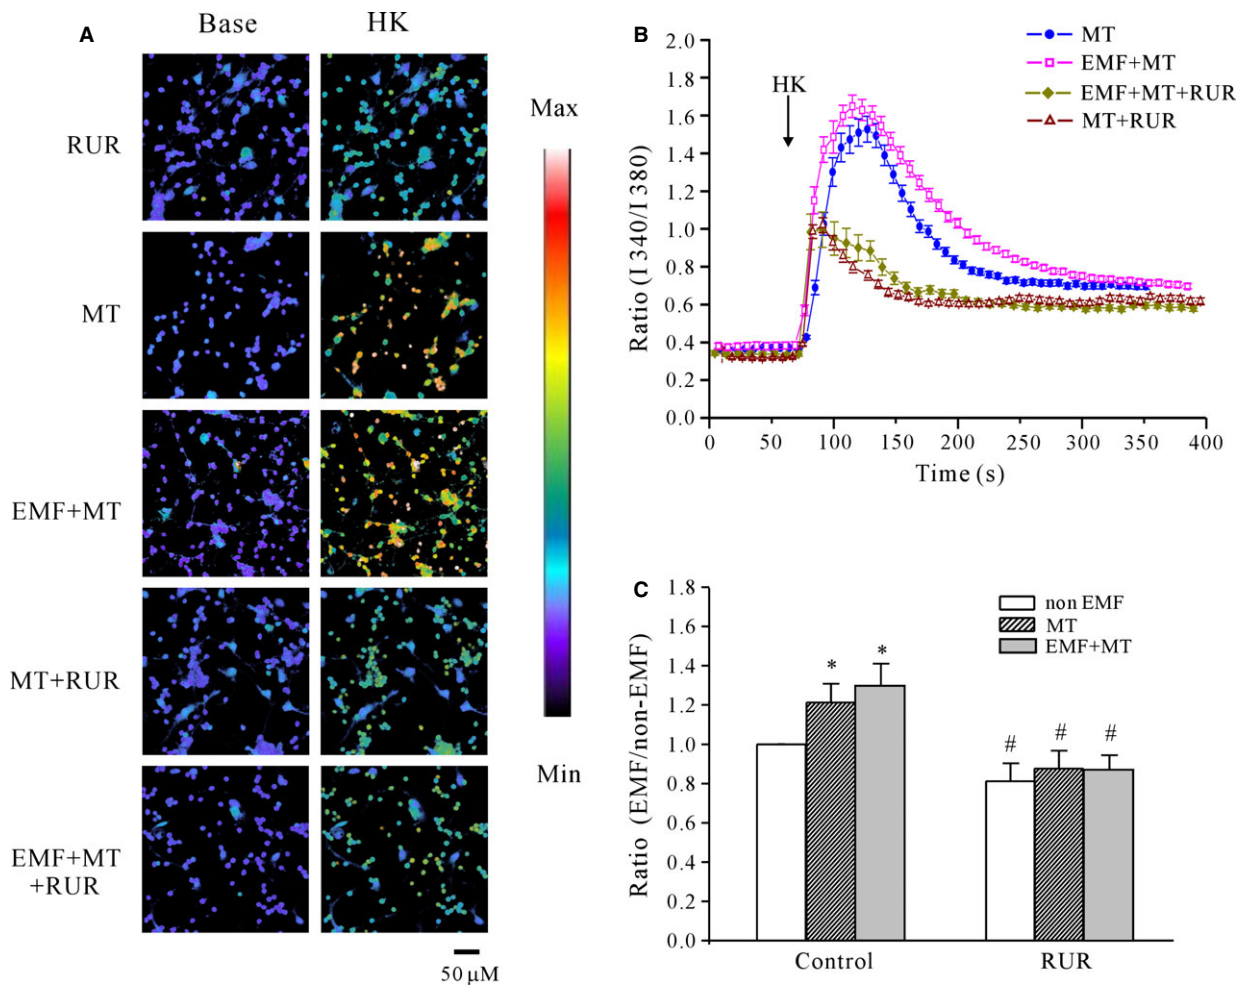 A
Base
HK
RUR
MT
EMF+MT
MT+RUR
EMF+MT
+RUR
50 µM
Max
Min
B
MT
EMF+MT
EMF+MT+RUR
MT+RUR
HK
Ratio (I 340/I 380)
2.0
1.8
1.6
1.4
1.2
1.0
0.8
0.6
0.4
0.2
0.0
0 50 100 150 200 250 300 350 400
Time (s)
C
non EMF
MT
EMF+MT
Ratio (EMF/non-EMF)
1.8
1.6
1.4
1.2
1.0
0.8
0.6
0.4
0.2
0.0
* *
# # #
Control RUR